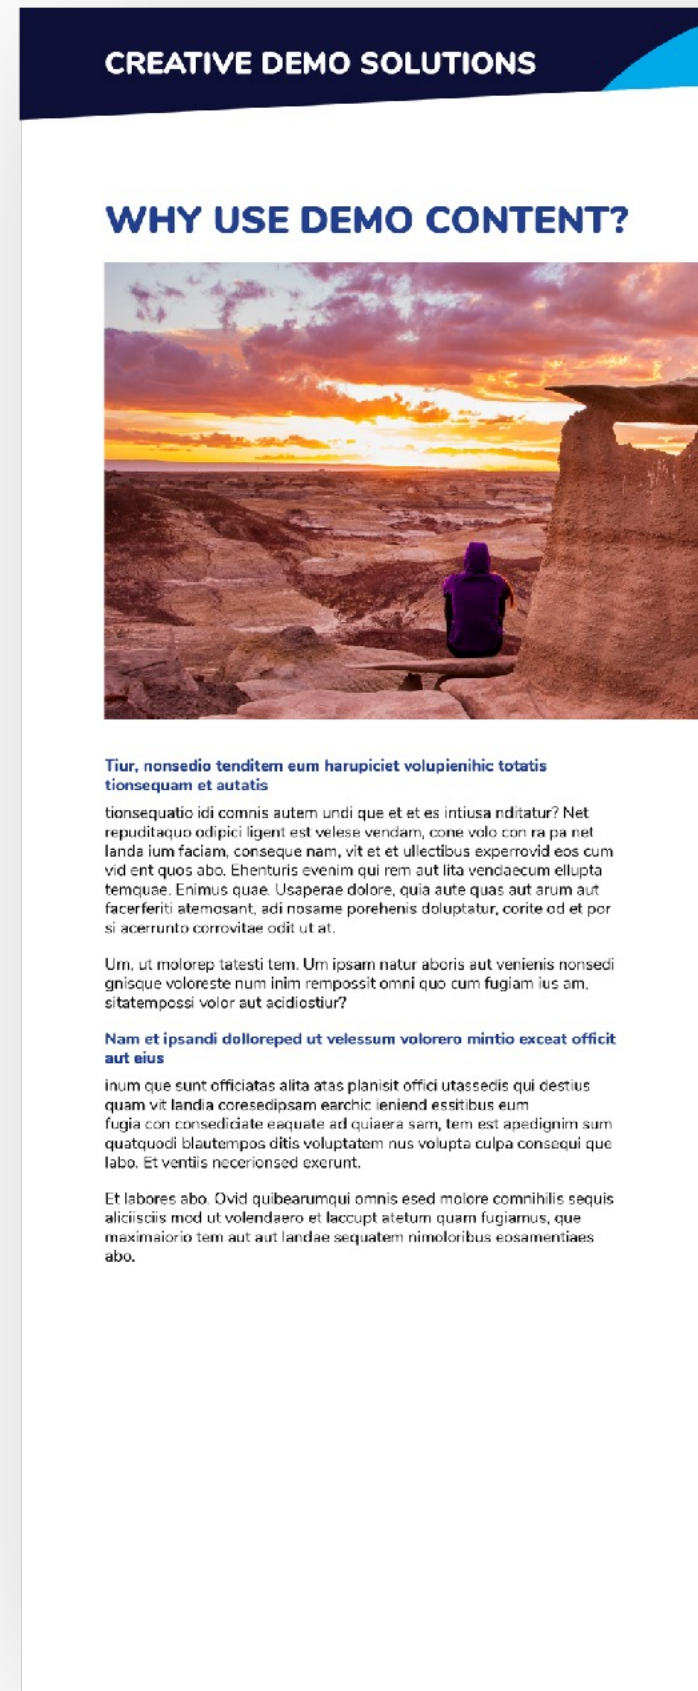 CREATIVE DEMO SOLUTIONS
WHY USE DEMO CONTENT?
Tiur, nonsedio tenditem eum harupiciet volupienihic totatis
tionsequam et autatis
tionsequatio idi comnis autem undi que et et es intiusa nditatur? Net
repuditaquo odipici ligent est velese vendam, cone volo con ra pa net
landa ium faciam, conseque nam, vit et et ullectibus experrovid eos cum
vid ent quos abo. Ehenturis evenim qui rem aut lita vendaecum ellupta
temquae. Enimus quae. Usaperae dolore, quia aute quas aut arum aut
facerferiti atemosant, adi nosame porehenis doluptatur, corite od et por
si acerrunto corrovitae odit ut at.
Um, ut molorep tatesti tem. Um ipsam natur aboris aut venienis nonsedi
gnisque voloreste num inim rempossit omni quo cum fugiam ius am,
sitatempossi volor aut acidiostiur?
Nam et ipsandi dolloreped ut velessum volorero mintio exceat officit
aut eius
inum que sunt officiatas alita atas planisit offici utassedis qui destius
quam vit landia coresedipsam earchic ieniend essitibus eum
fugia con consediciate eaquate ad quiaera sam, tem est apedignim sum
quatquodi blautempos ditis voluptatem nus volupta culpa consequi que
labo. Et ventiis necerionsed exerunt.
Et labores abo. Ovid quibearumqui omnis esed molore comnihilis sequis
aliciisciis mod ut volendaero et laccupt atetum quam fugiamus, que
maximaiorio tem aut aut landae sequatem nimoloribus eosamentiaes
abo.